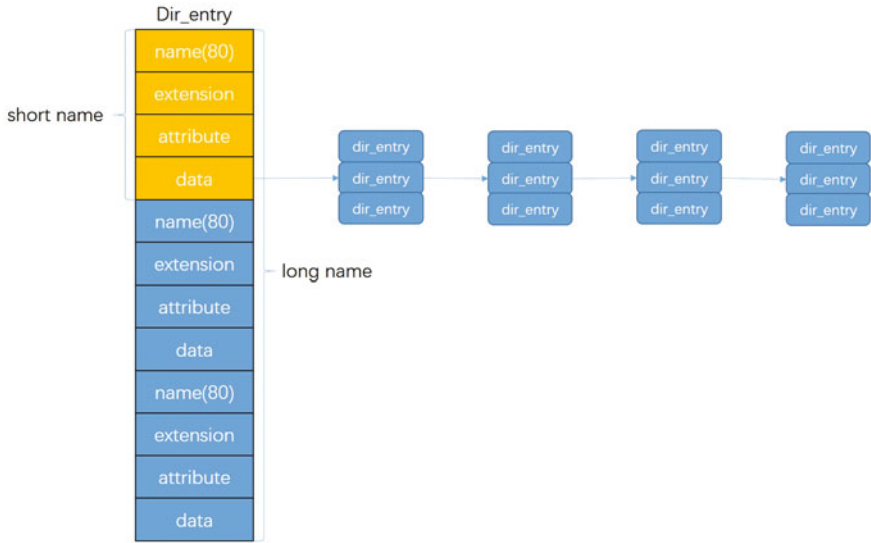 Dir_entry
name(80)
extension
short name
attribute
data
name(80)
extension
long name
attribute
data
name(80)
extension
attribute
data
dir_entry
dir_entry
dir_entry
dir_entry
dir_entry
dir_entry
dir_entry
dir_entry
dir_entry
dir_entry
dir_entry
dir_entry